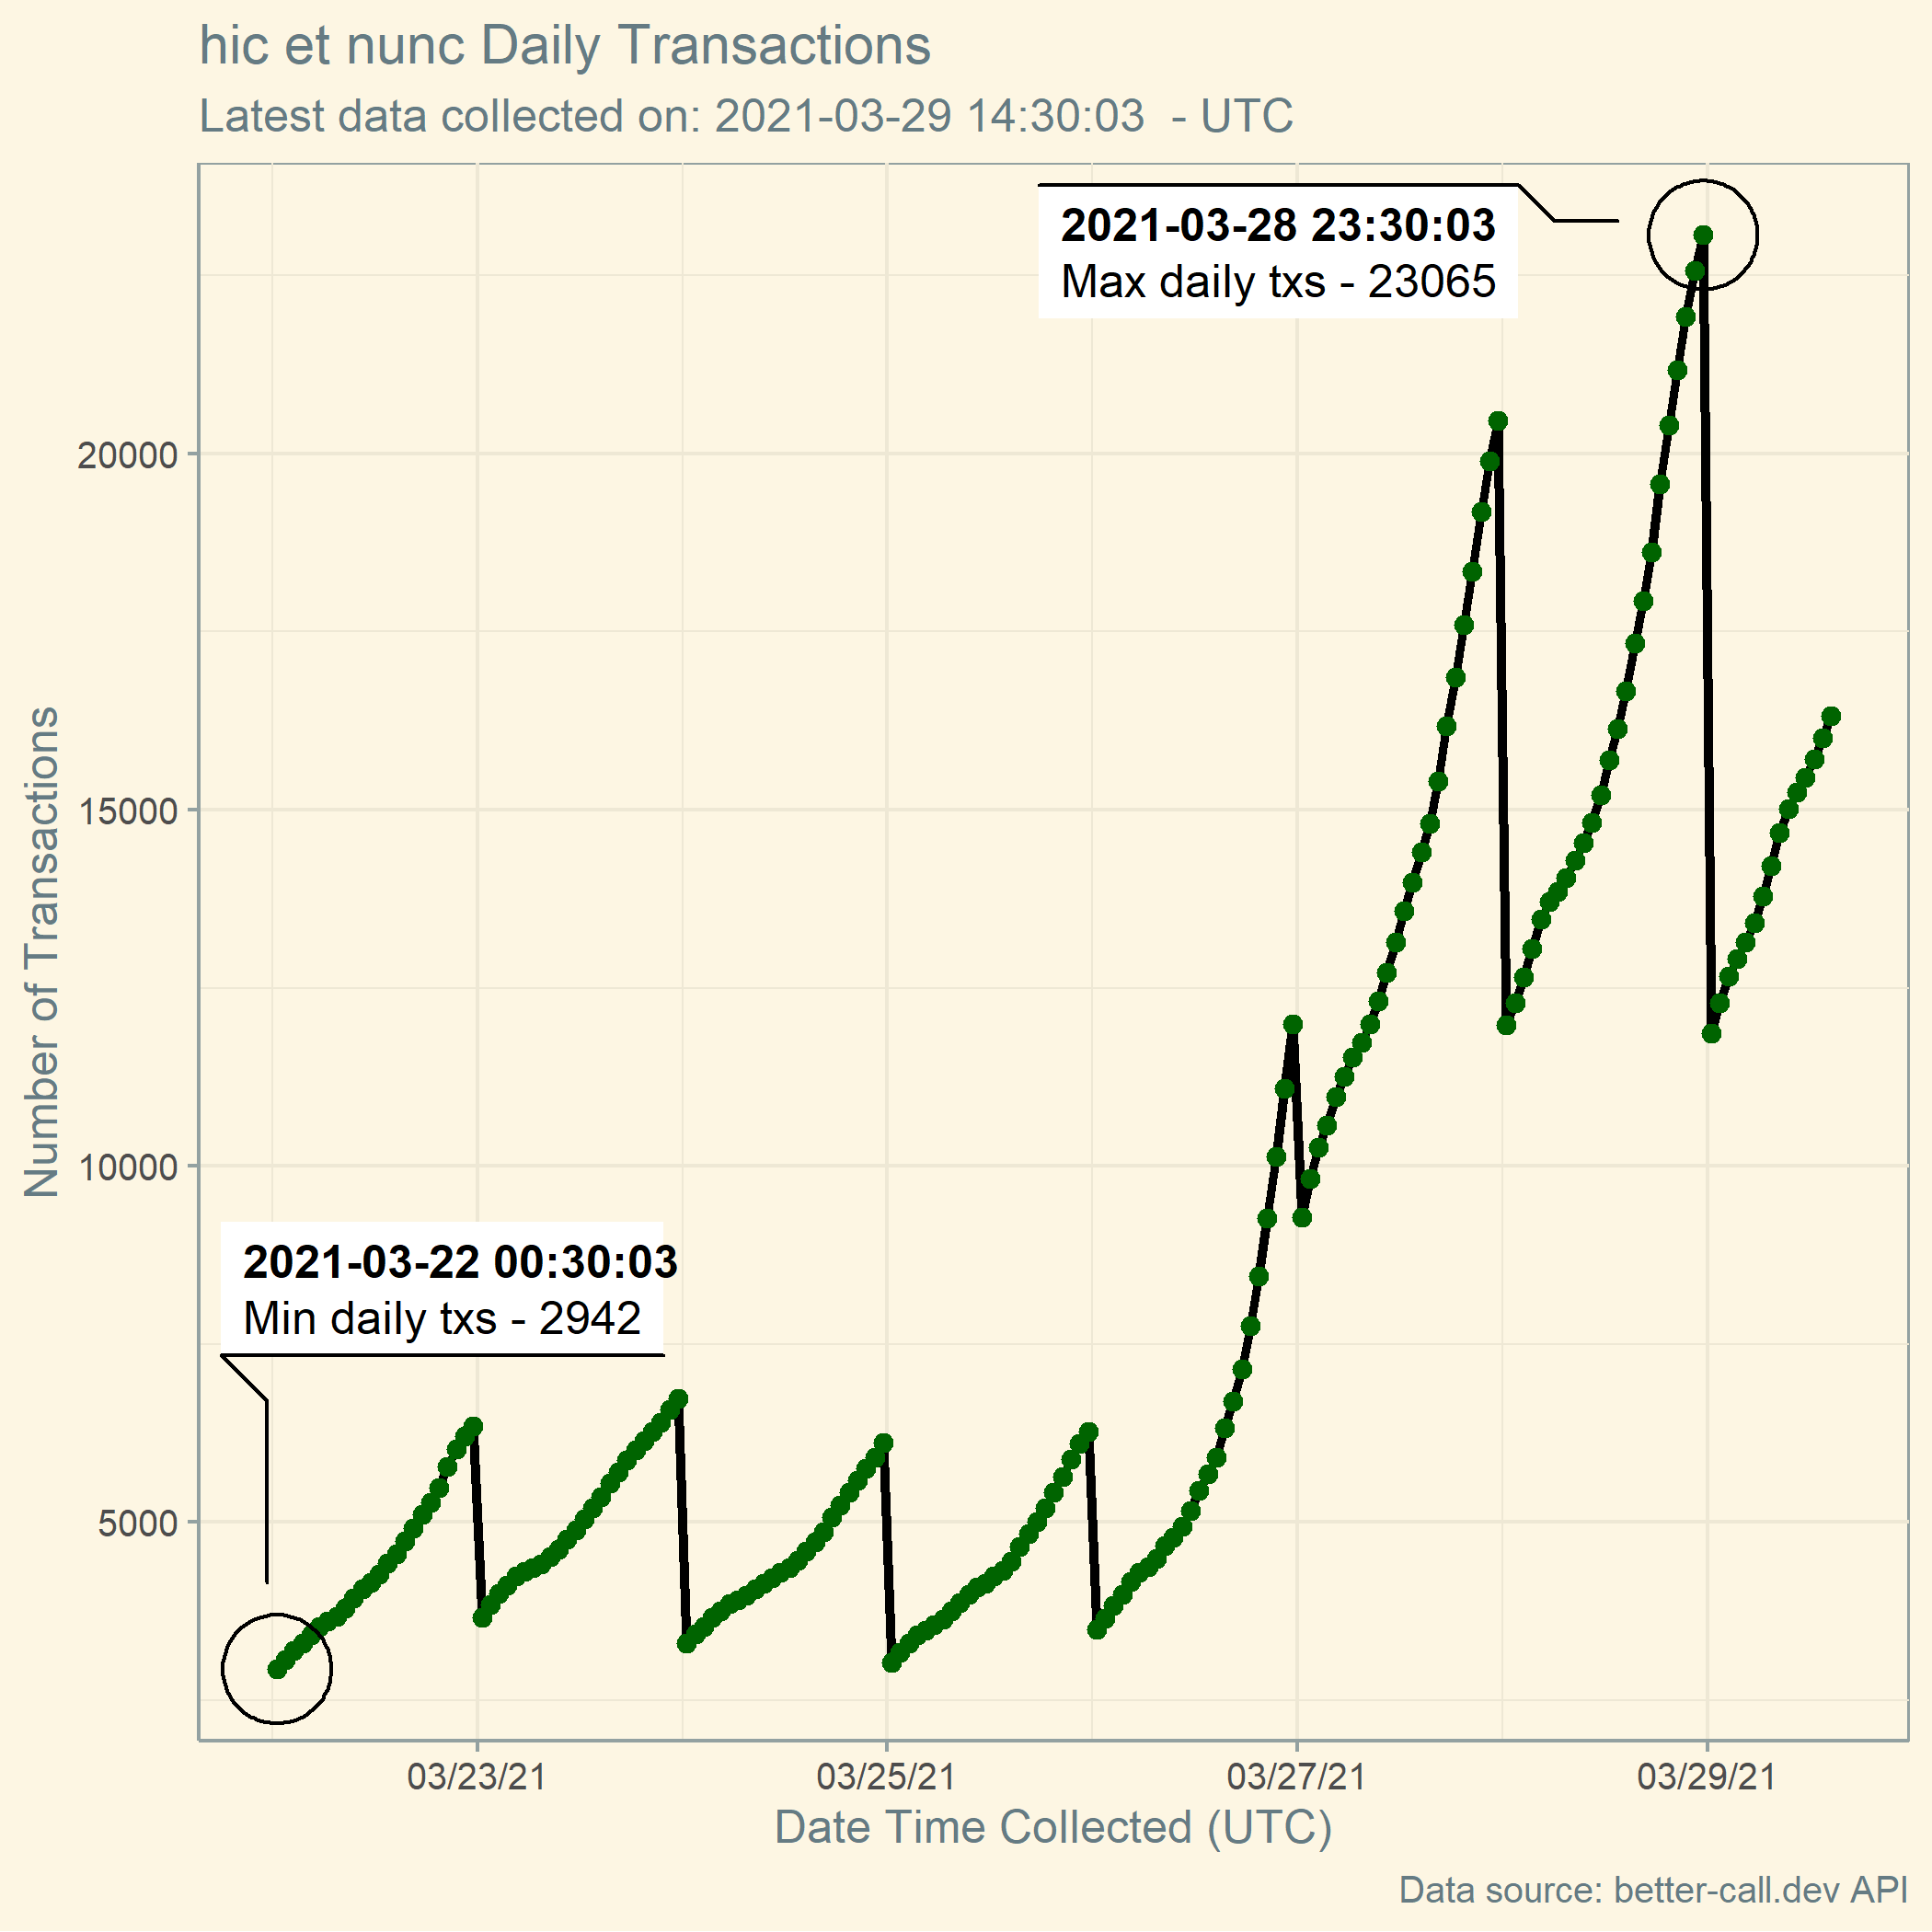 hic et nunc Daily Transactions
Latest data collected on: 2021-03-29 14:30:03  - UTC
2021-03-28 23:30:03
Max daily txs - 23065
20000
15000
10000
5000
Number of Transactions
2021-03-22 00:30:03
Min daily txs - 2942
03/23/21
03/25/21
03/27/21
03/29/21
Date Time Collected (UTC)
Data source: better-call.dev API